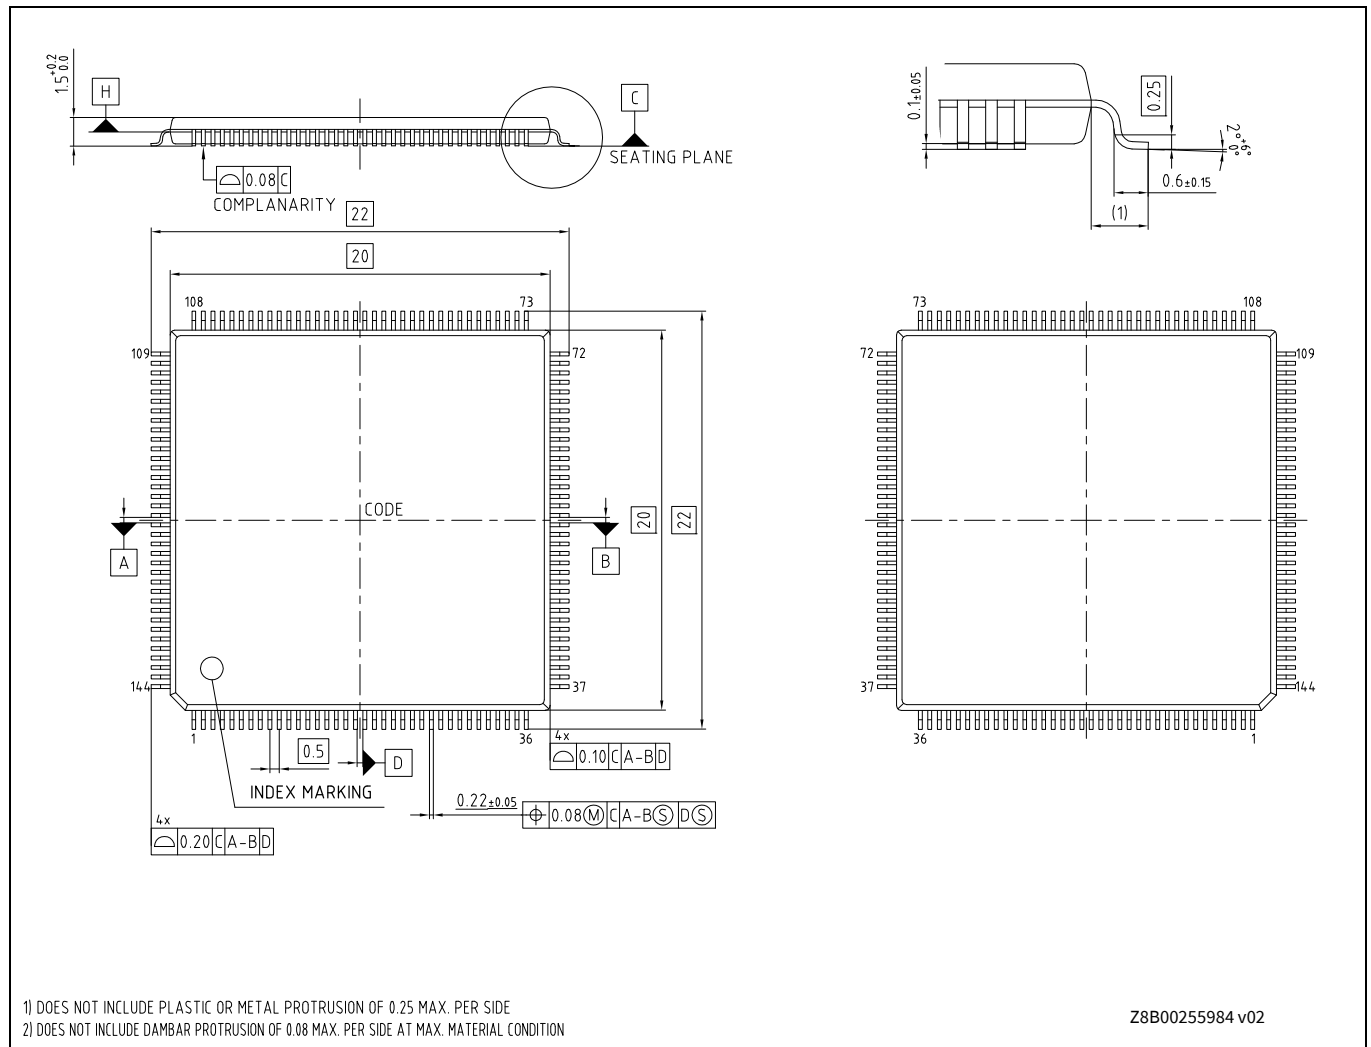 1.5+0.2 0.0
H
C
SEATING PLANE
⌓ 0.08 C
COMPLANARITY
22
20
108
73
109
72
CODE
20
22
A
B
144
37
1
36
0.5
D
INDEX MARKING
4x
⌓ 0.10 C A-B D
0.22±0.05
⌖ 0.08 Ⓜ C A-B Ⓢ D Ⓢ
4x
⌓ 0.20 C A-B D
0.1±0.05
0.25
2° +6° 0°
0.6±0.15
(1)
73
108
72
109
37
144
36
1
1) DOES NOT INCLUDE PLASTIC OR METAL PROTRUSION OF 0.25 MAX. PER SIDE
2) DOES NOT INCLUDE DAMBAR PROTRUSION OF 0.08 MAX. PER SIDE AT MAX. MATERIAL CONDITION
Z8B00255984 v02